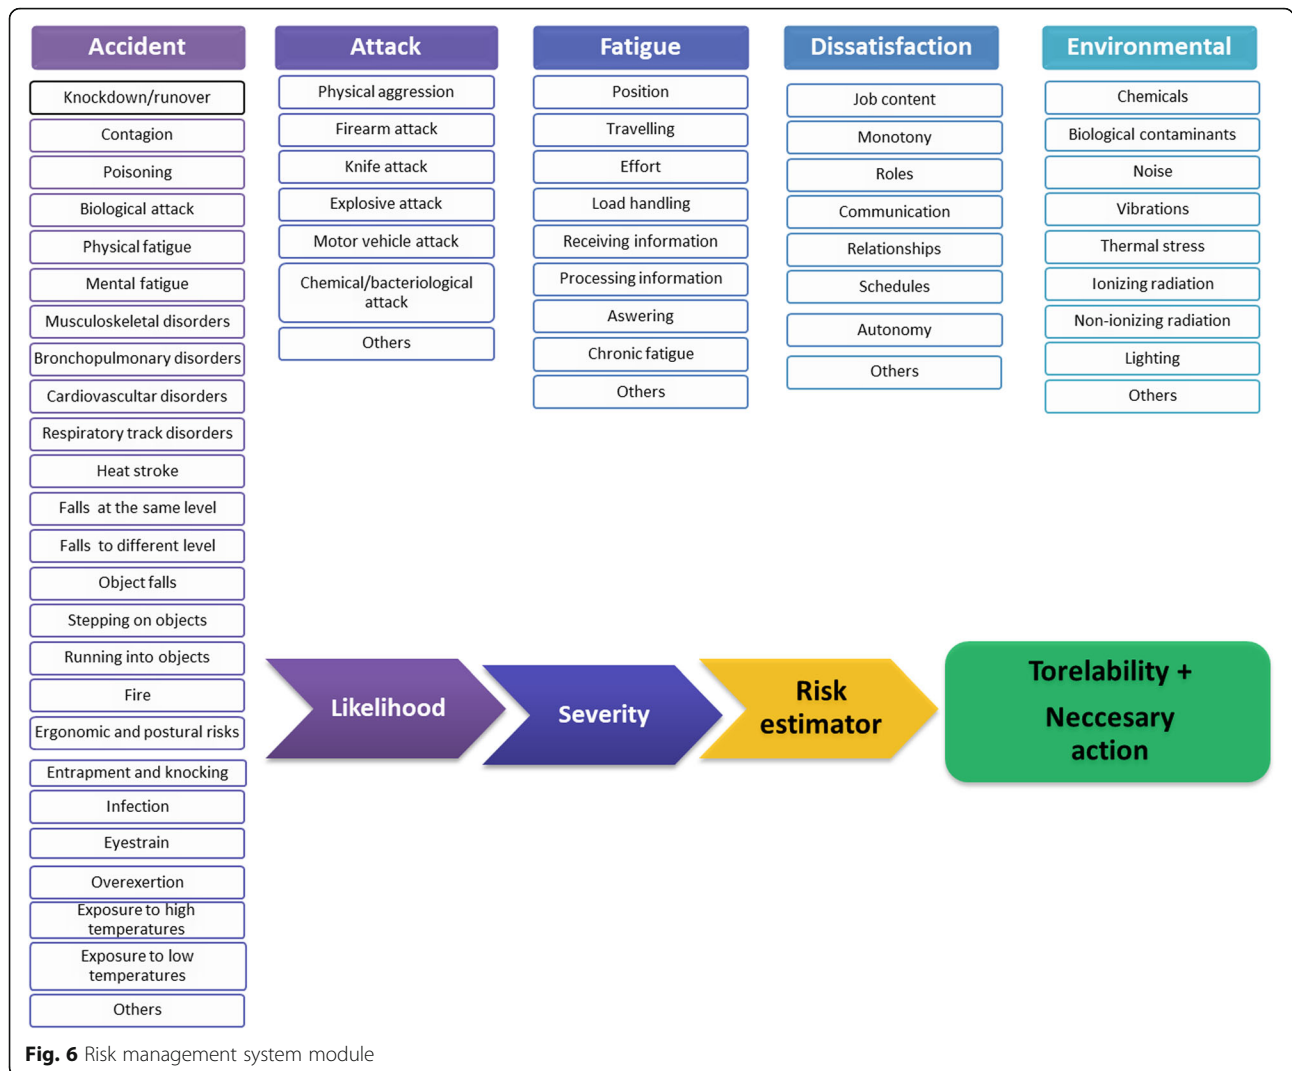 Accident
Knockdown/runover
Contagion
Poisoning
Biological attack
Physical fatigue
Mental fatigue
Musculoskeletal disorders
Bronchopulmonary disorders
Cardiovascultar disorders
Respiratory track disorders
Heat stroke
Falls at the same level
Falls to different level
Object falls
Stepping on objects
Running into objects
Fire
Ergonomic and postural risks
Entrapment and knocking
Infection
Eyestrain
Overexertion
Exposure to high
temperatures
Exposure to low
temperatures
Others
Attack
Physical aggression
Firearm attack
Knife attack
Explosive attack
Motor vehicle attack
Chemical/bacteriological
attack
Others
Fatigue
Position
Travelling
Effort
Load handling
Receiving information
Processing information
Aswering
Chronic fatigue
Others
Dissatisfaction
Job content
Monotony
Roles
Communication
Relationships
Schedules
Autonomy
Others
Environmental
Chemicals
Biological contaminants
Noise
Vibrations
Thermal stress
Ionizing radiation
Non-ionizing radiation
Lighting
Others
Likelihood
Severity
Risk
estimator
Torelability +
Neccesary
action
Fig. 6 Risk management system module